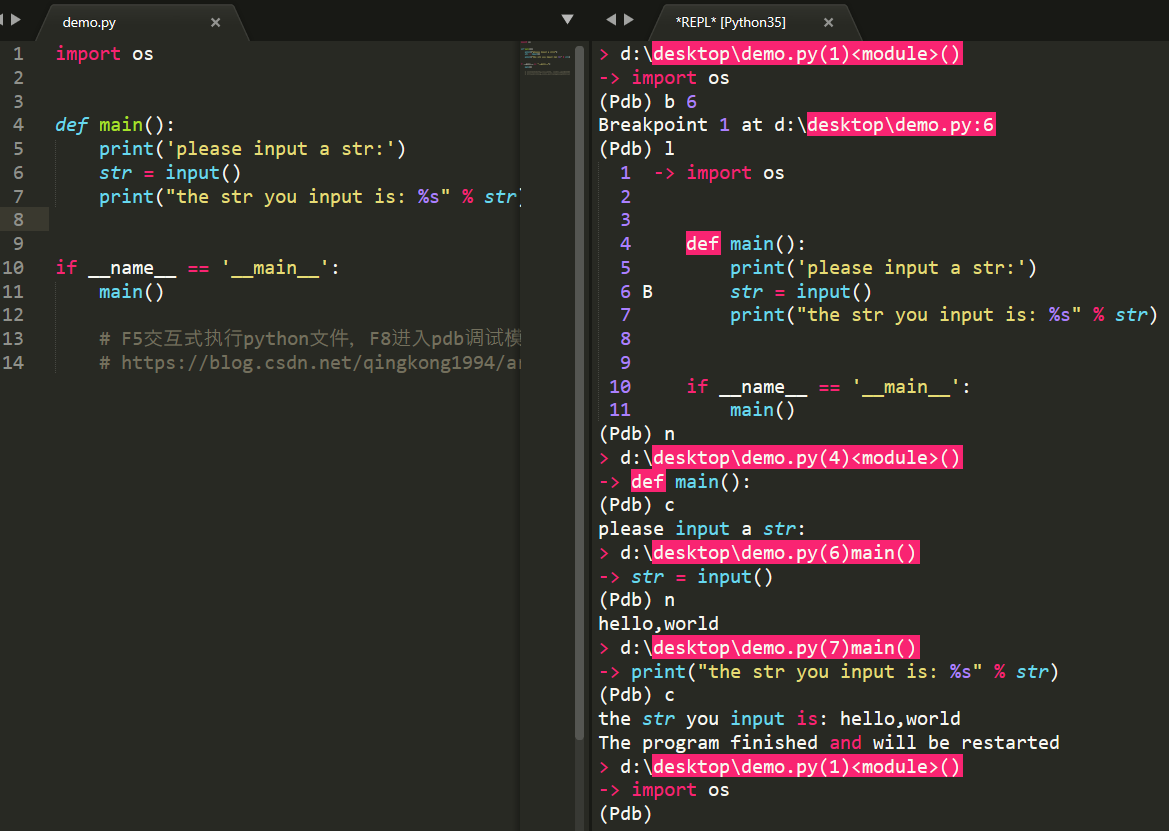 demo.py
1 import os
2
3
4 def main():
5     print('please input a str:')
6     str = input()
7     print("the str you input is: %s" % str)
8
9
10 if __name__ == '__main__':
11     main()
12
13     # F5交互式执行python文件, F8进入pdb调试模
14     # https://blog.csdn.net/qingkong1994/ar
*REPL* [Python35]
> d:\desktop\demo.py(1)<module>()
-> import os
(Pdb) b 6
Breakpoint 1 at d:\desktop\demo.py:6
(Pdb) l
  1  -> import os
  2
  3
  4     def main():
  5         print('please input a str:')
  6 B       str = input()
  7         print("the str you input is: %s" % str)
  8
  9
 10     if __name__ == '__main__':
 11         main()
(Pdb) n
> d:\desktop\demo.py(4)<module>()
-> def main():
(Pdb) c
please input a str:
> d:\desktop\demo.py(6)main()
-> str = input()
(Pdb) n
hello,world
> d:\desktop\demo.py(7)main()
-> print("the str you input is: %s" % str)
(Pdb) c
the str you input is: hello,world
The program finished and will be restarted
> d:\desktop\demo.py(1)<module>()
-> import os
(Pdb)